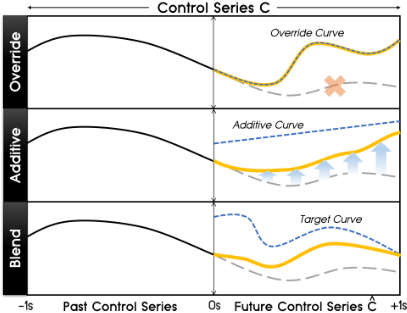 Control Series C
Override
Override Curve
Additive
Additive Curve
Blend
Target Curve
−1s Past Control Series 0s Future Control Series Ĉ +1s